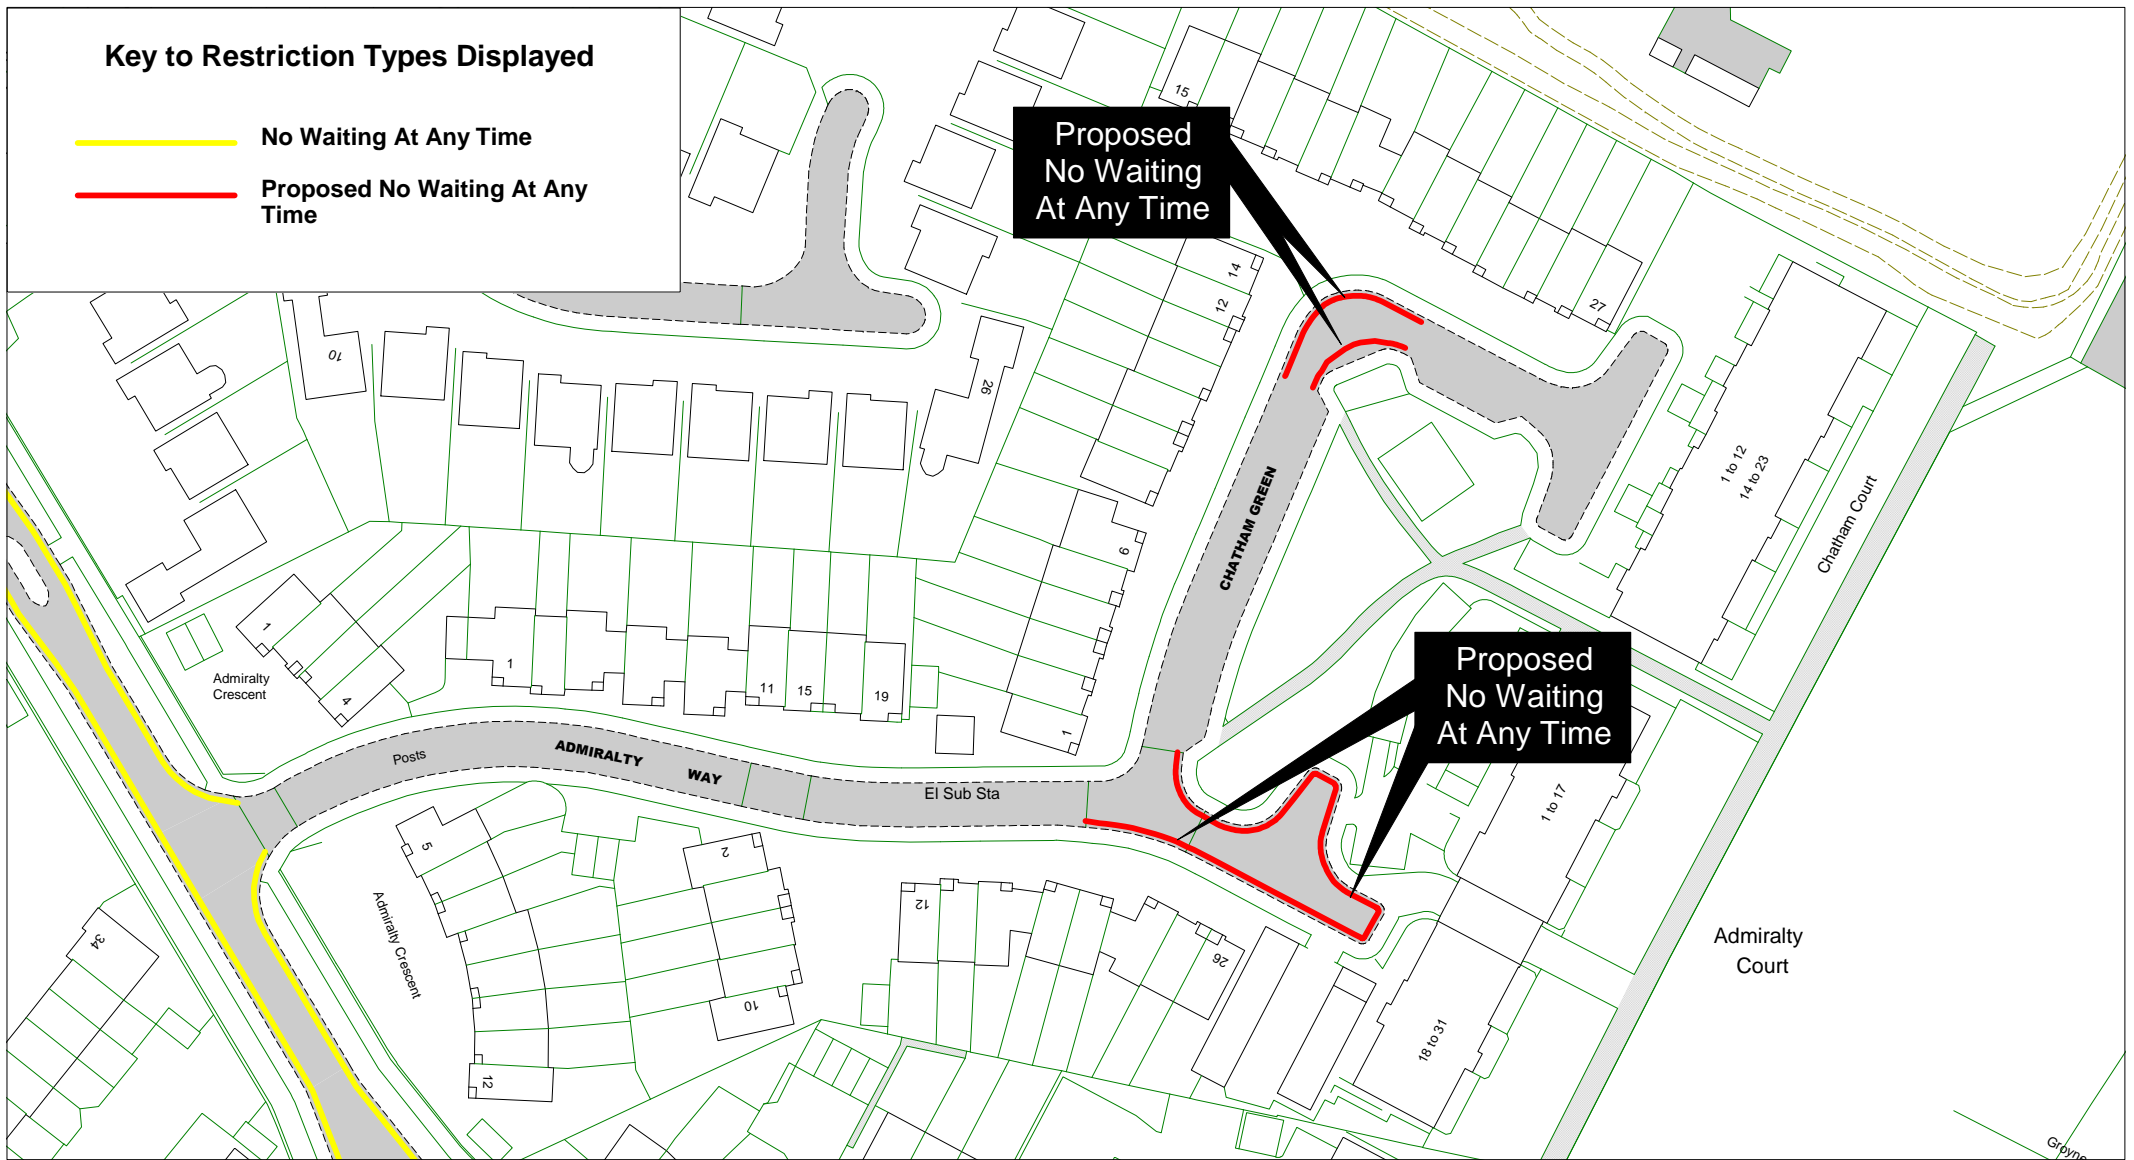 Key to Restriction Types Displayed
No Waiting At Any Time
Proposed No Waiting At Any
Time
15
Proposed
No Waiting
At Any Time
14
12
27
10
26
CHATHAM GREEN
1 to 12
14 to 23
Chatham Court
6
1
Admiralty
Crescent
4
1
11
15
19
1
Proposed
No Waiting
At Any Time
Posts
ADMIRALTY WAY
El Sub Sta
1 to 17
5
2
Admiralty Crescent
12
26
34
10
Admiralty
Court
18 to 31
12
Groyne